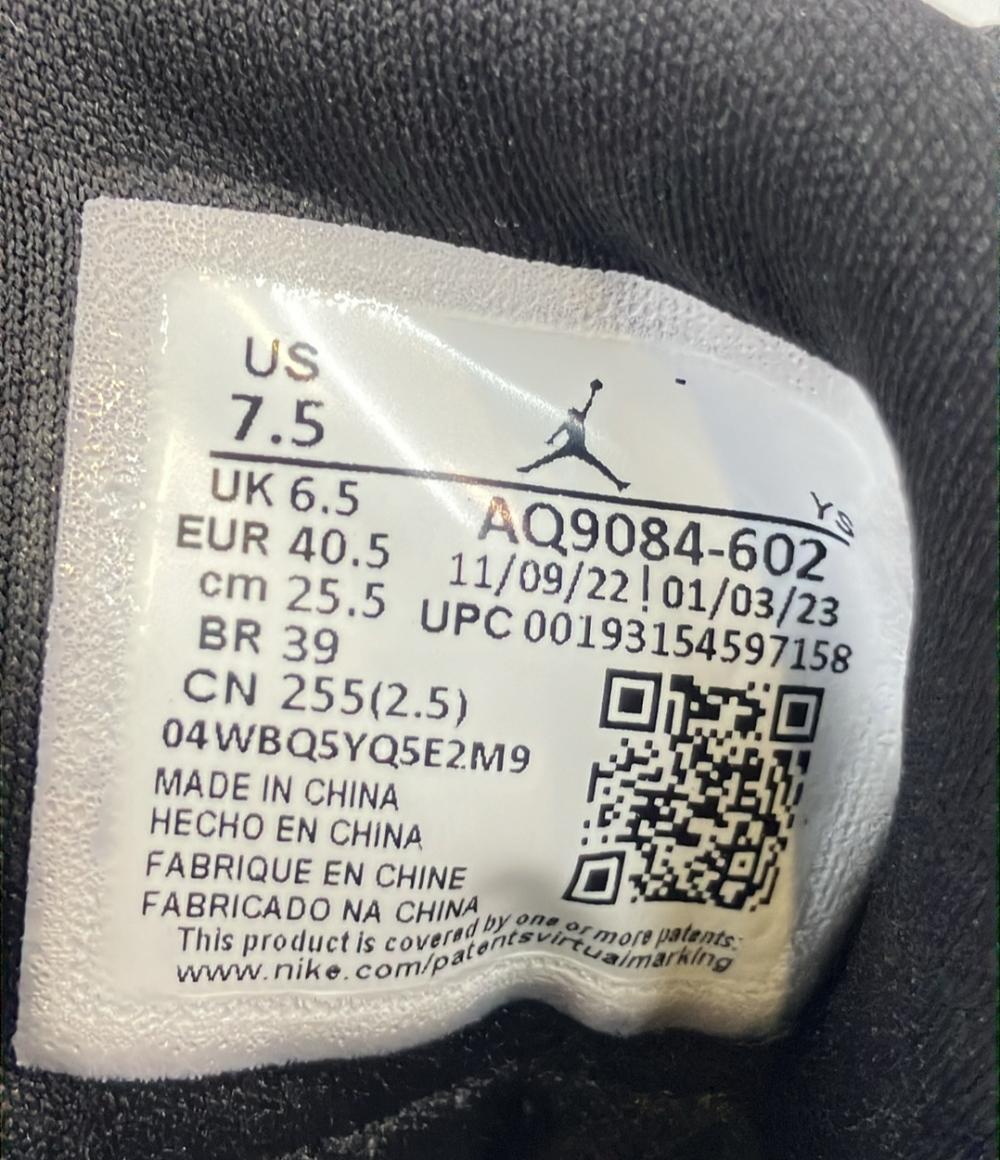 US
7.5
YS
UK 6.5
EUR 40.5
cm 25.5
BR 39
CN 255(2.5)
AQ9084-602
11/09/22 | 01/03/23
UPC 00193154597158
04WBQ5YQ5E2M9
MADE IN CHINA
HECHO EN CHINA
FABRIQUE EN CHINE
FABRICADO NA CHINA
This product is covered by one or more patents:
www.nike.com/patentsvirtualmarking